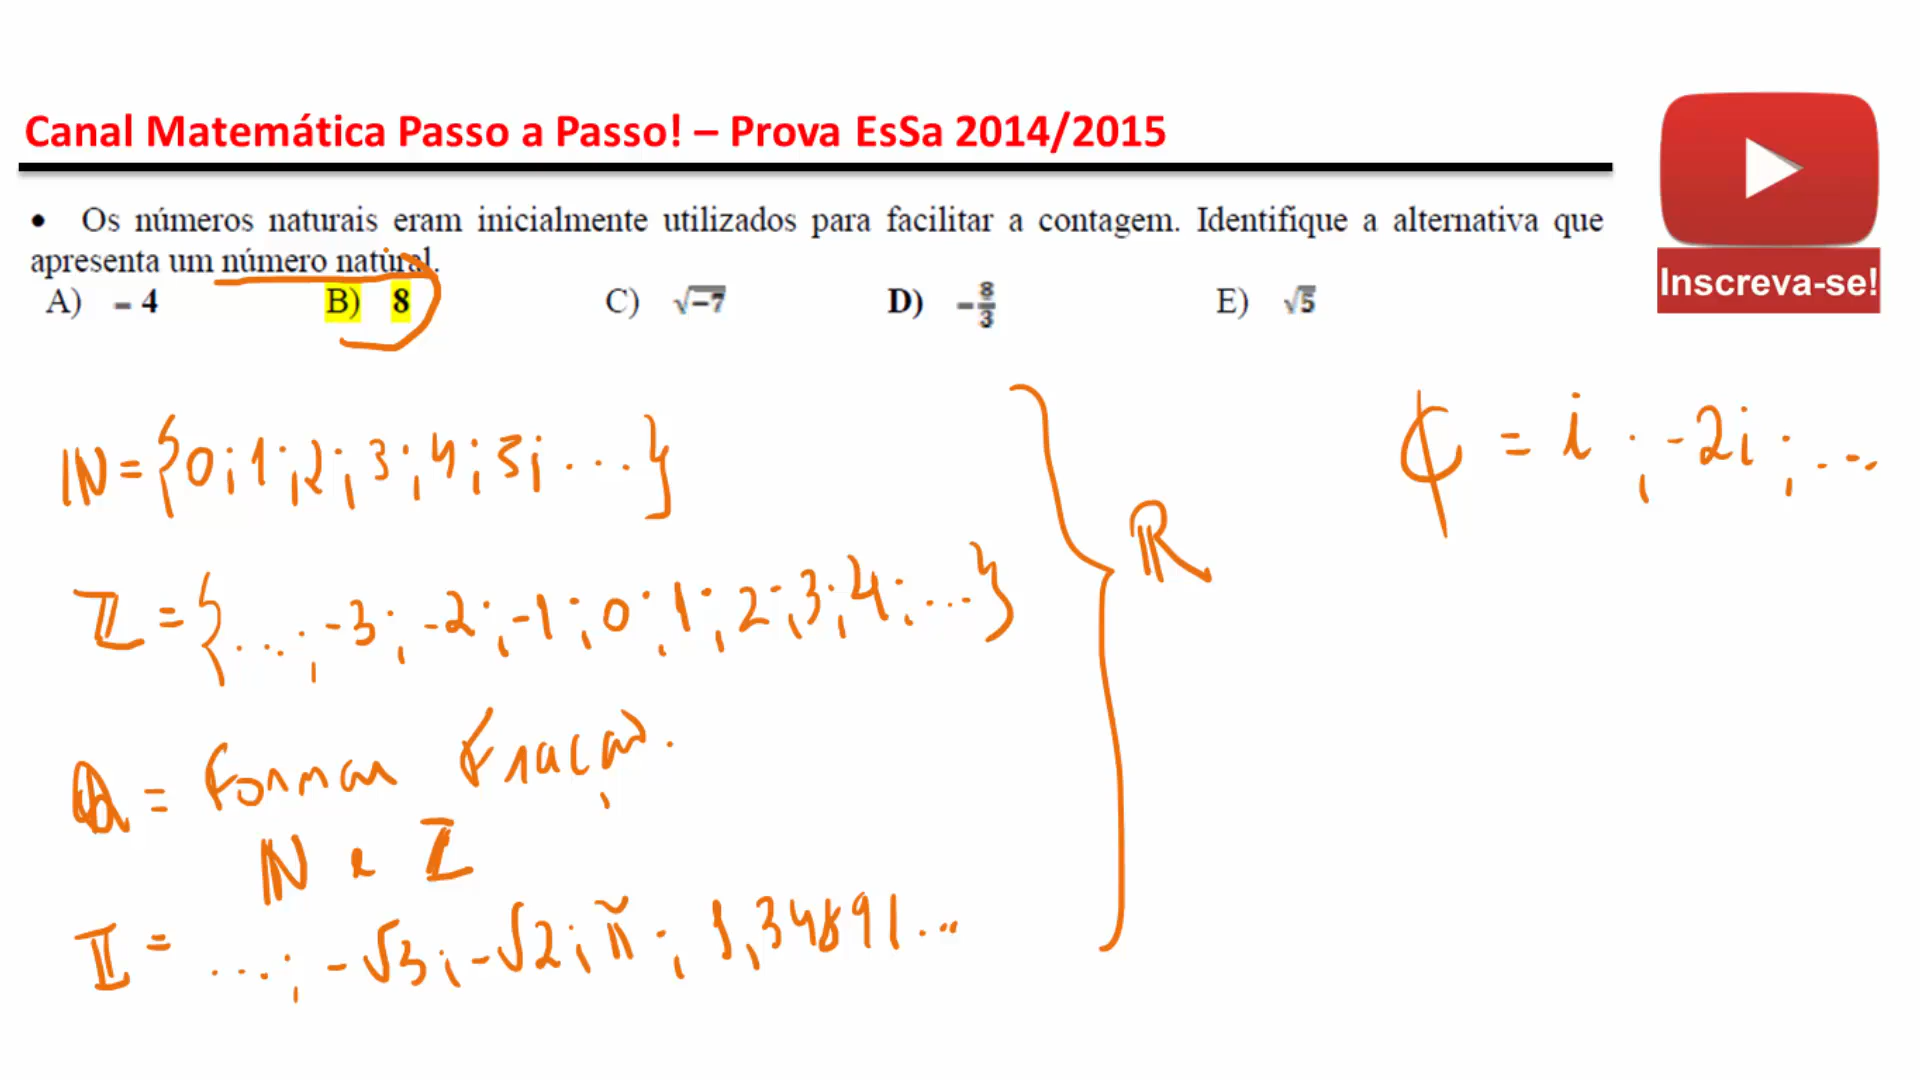 Canal Matemática Passo a Passo! – Prova EsSa 2014/2015
• Os números naturais eram inicialmente utilizados para facilitar a contagem. Identifique a alternativa que
apresenta um número natural.
A) – 4 B) 8 C) √−7 D) −8/3 E) √5
Inscreva-se!
ℕ = {0; 1; 2; 3; 4; 5; ...}
ℂ = i ; -2i ; ...
ℝ
ℤ = {...; -3; -2; -1; 0; 1; 2; 3; 4; ...}
ℚ = Formar Fração.
ℕ e ℤ
𝕀 = ...; -√3; -√2; π; 1,34891...